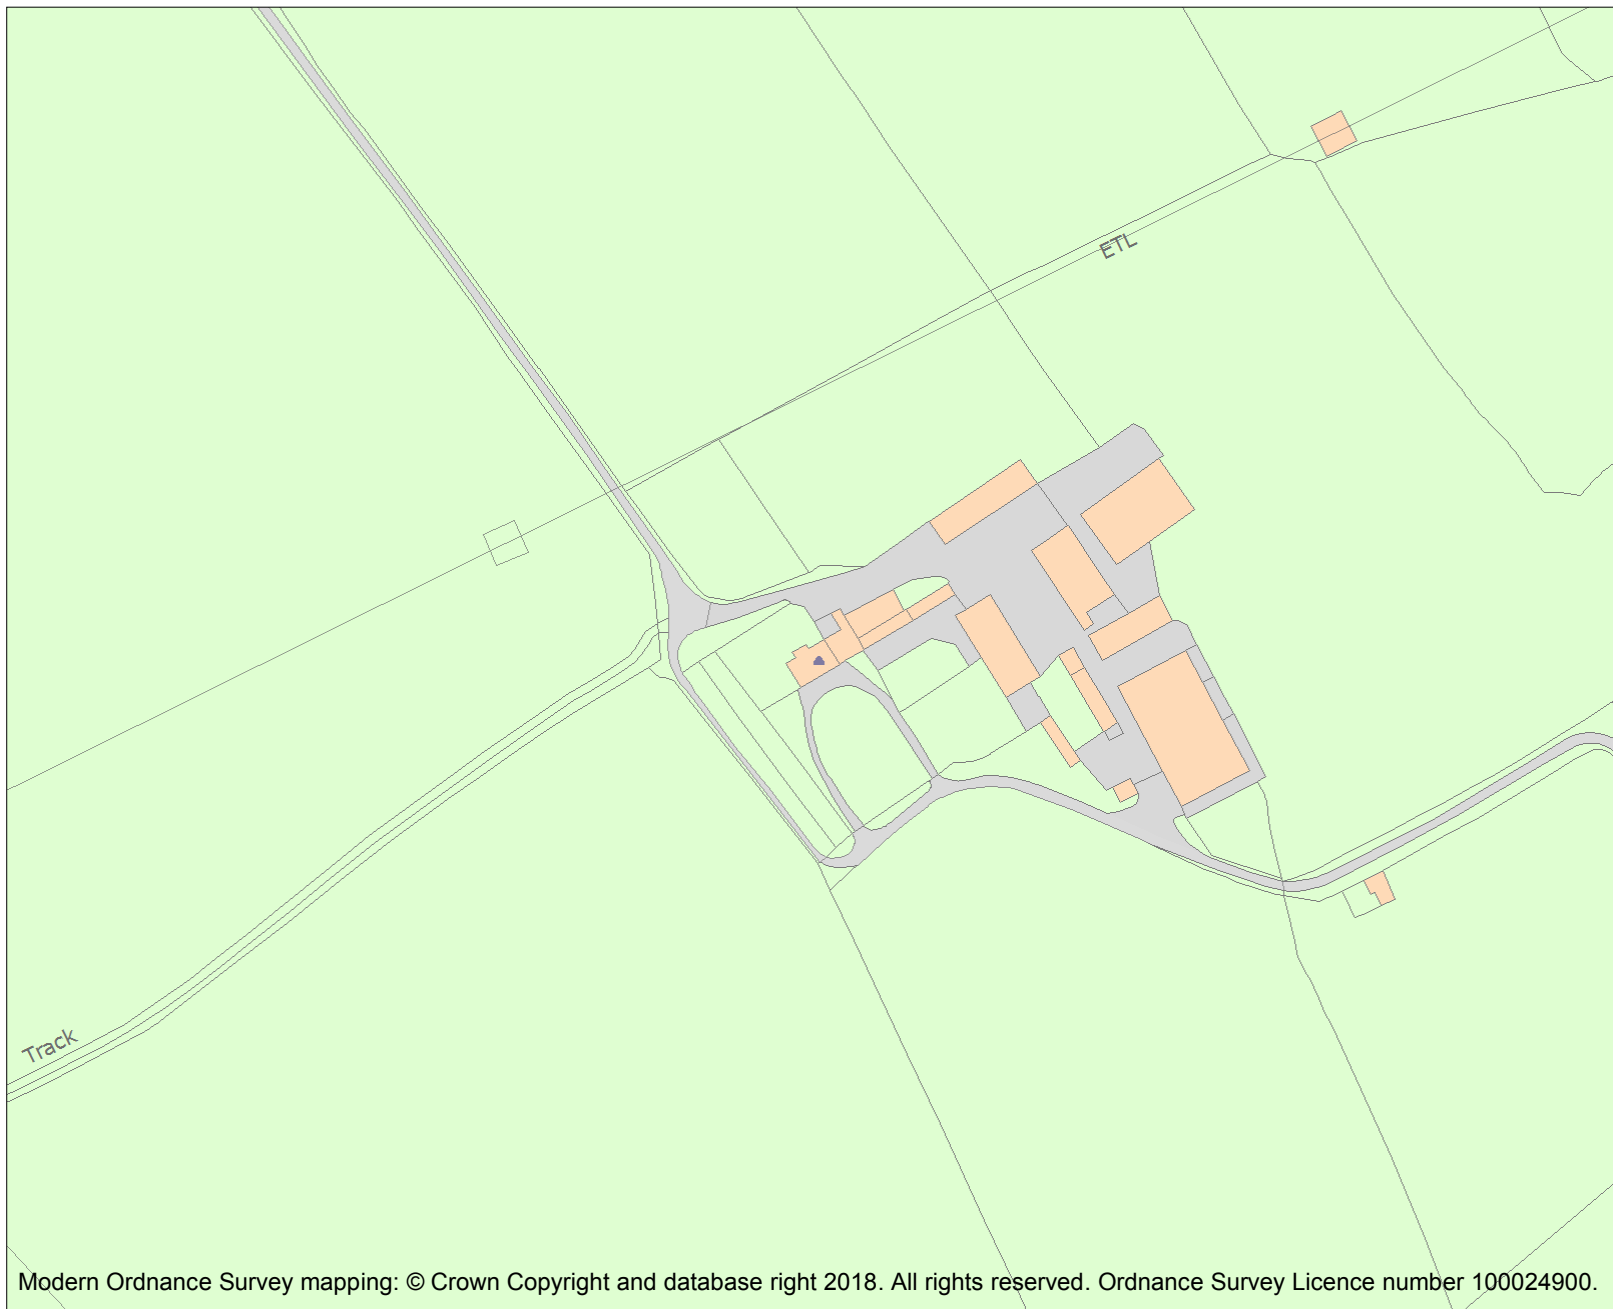 ETL
Track
Modern Ordnance Survey mapping: © Crown Copyright and database right 2018. All rights reserved. Ordnance Survey Licence number 100024900.